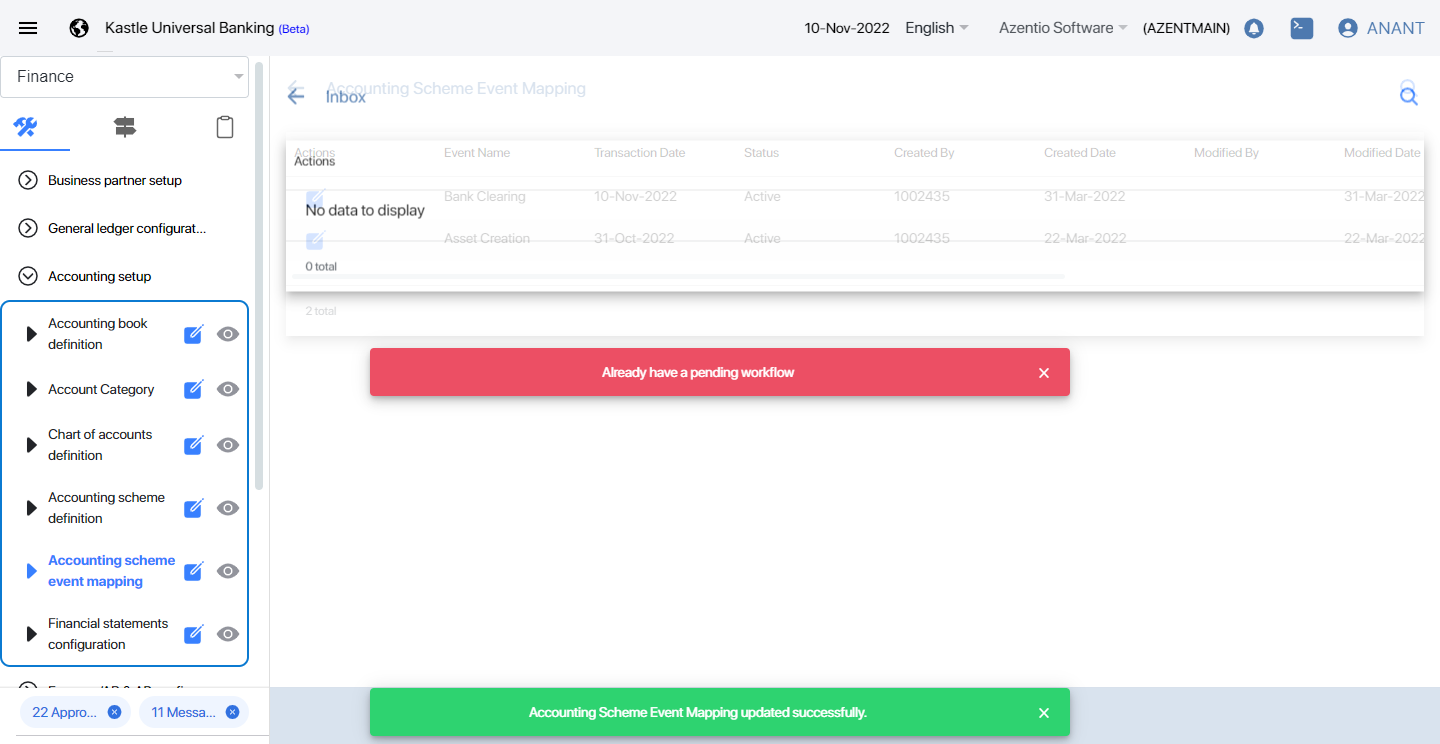 Kastle Universal Banking (Beta)
10-Nov-2022
English
Azentio Software
(AZENTMAIN)
ANANT
Finance
Business partner setup
General ledger configurat...
Accounting setup
Accounting book
definition
Account Category
Chart of accounts
definition
Accounting scheme
definition
Accounting scheme
event mapping
Financial statements
configuration
22 Appro...
11 Messa...
Accounting Scheme Event Mapping
Inbox
Actions Event Name Transaction Date Status Created By Created Date Modified By Modified Date
Actions
Bank Clearing 10-Nov-2022 Active 1002435 31-Mar-2022 31-Mar-2022
No data to display
Asset Creation 31-Oct-2022 Active 1002435 22-Mar-2022 22-Mar-2022
0 total
2 total
Already have a pending workflow
Accounting Scheme Event Mapping updated successfully.